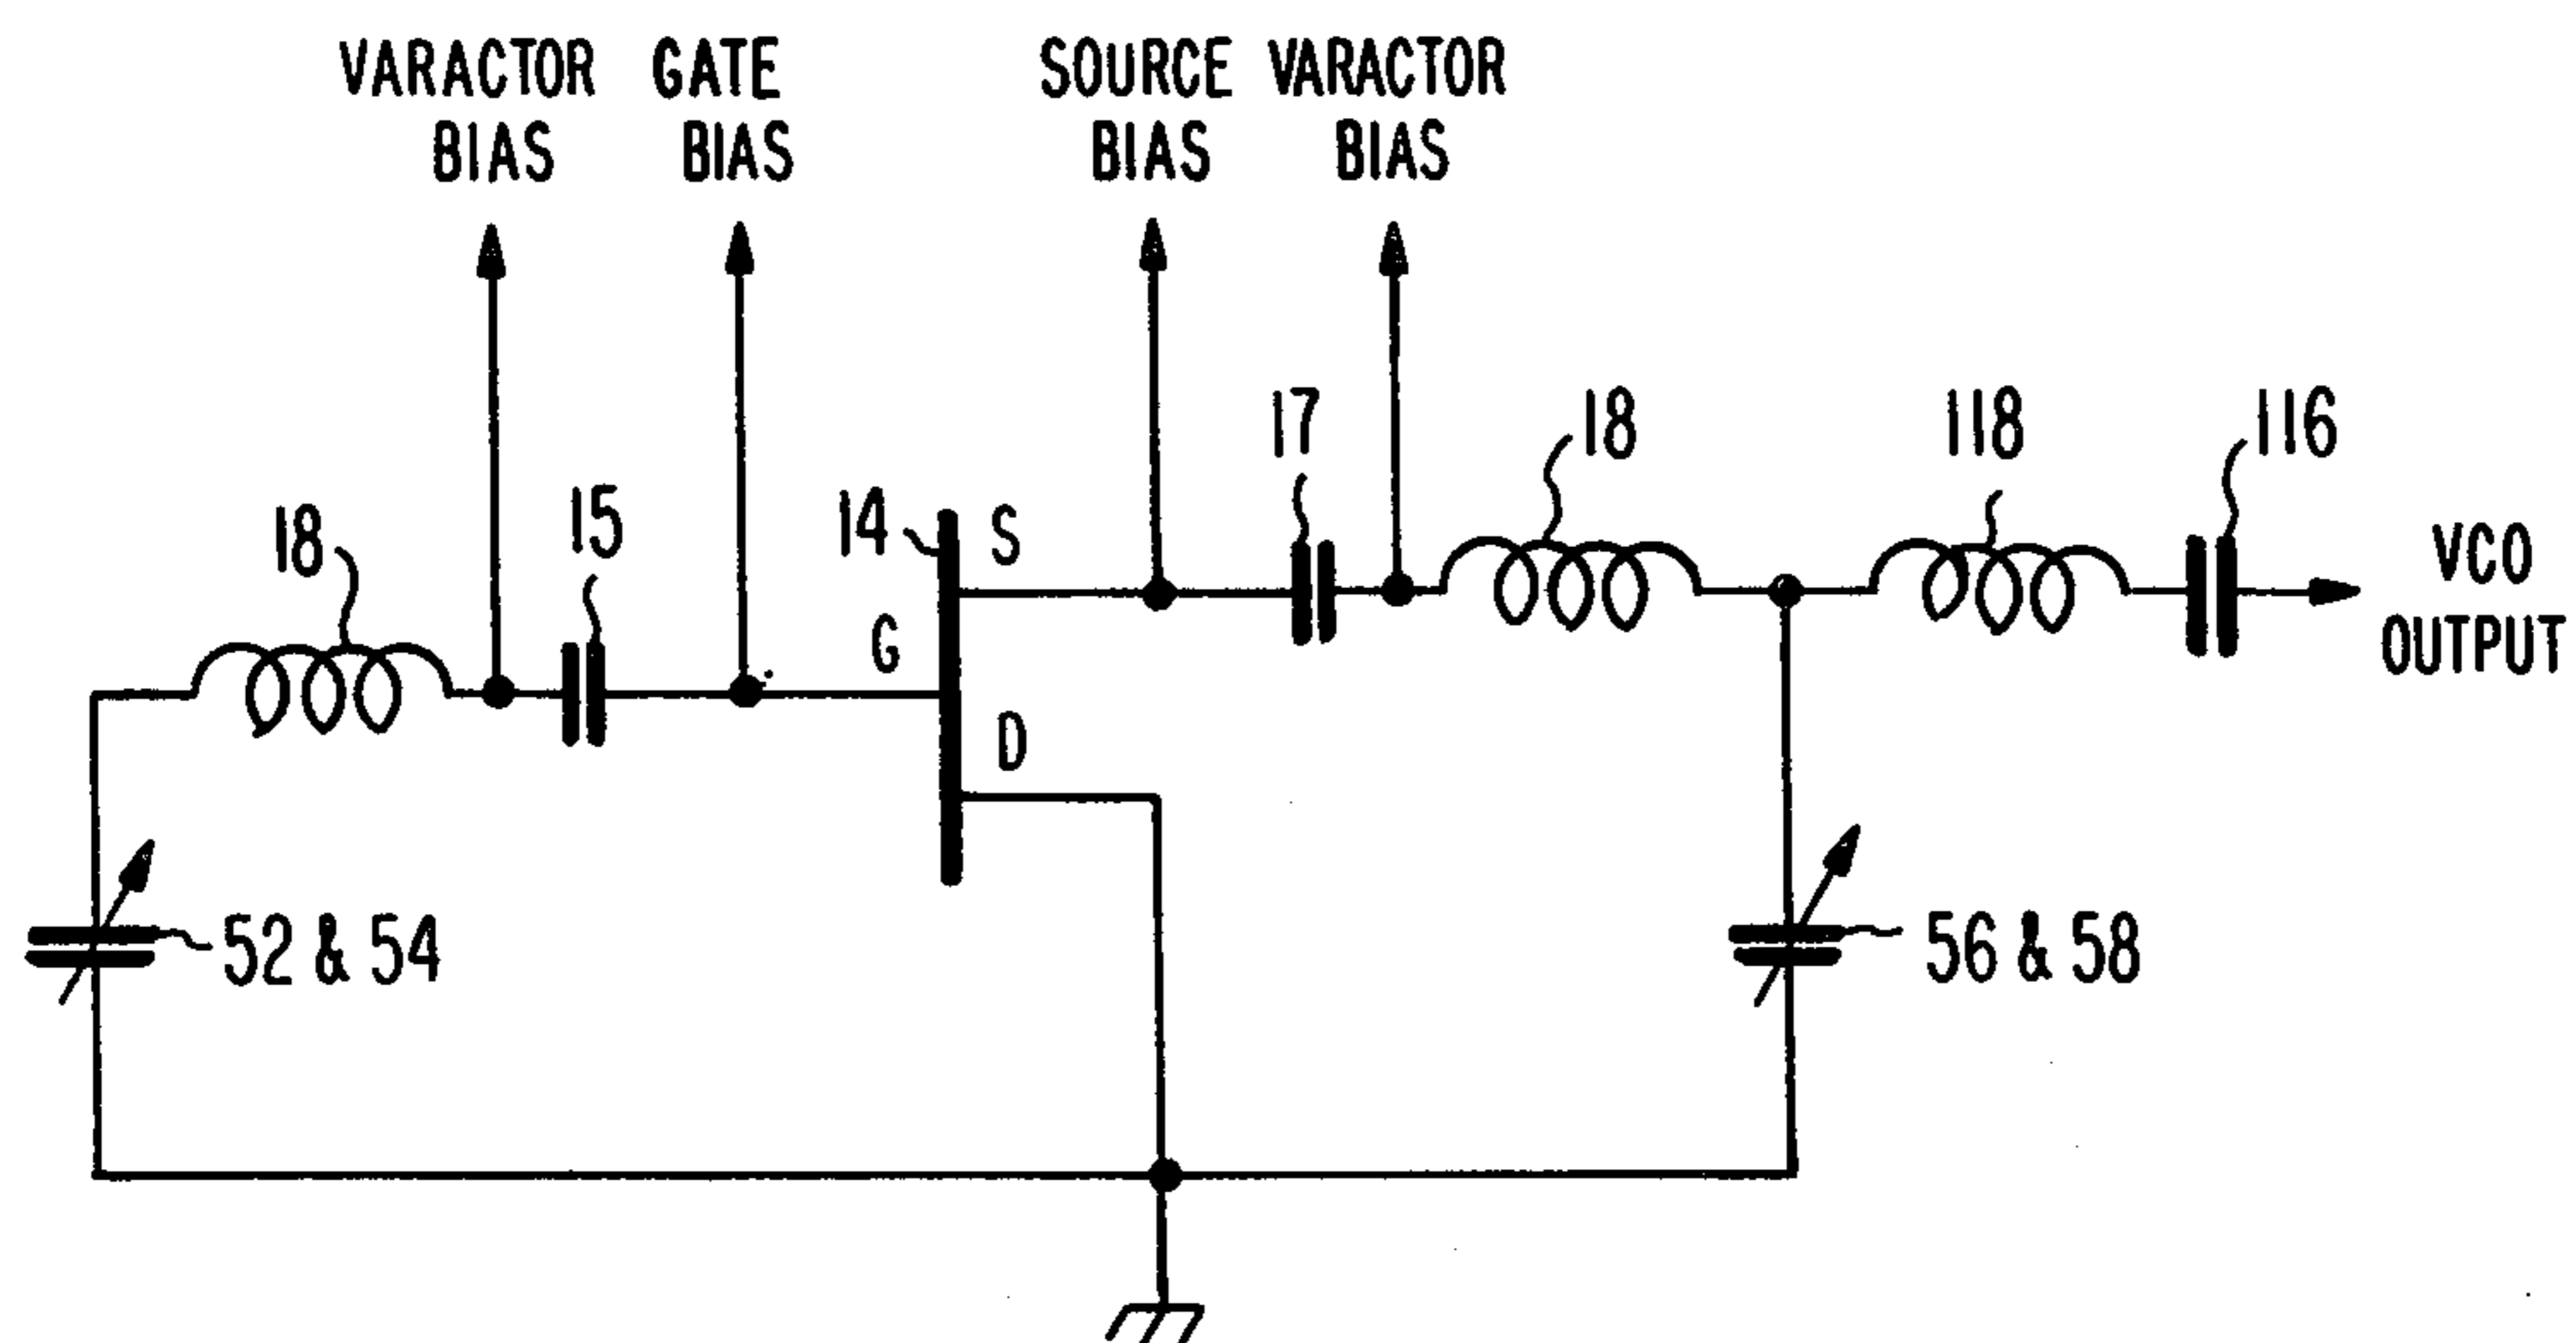 VARACTOR BIAS
GATE BIAS
SOURCE BIAS
VARACTOR BIAS
17
18
118
116
18
15
14
S
G
D
VCO OUTPUT
52 & 54
56 & 58